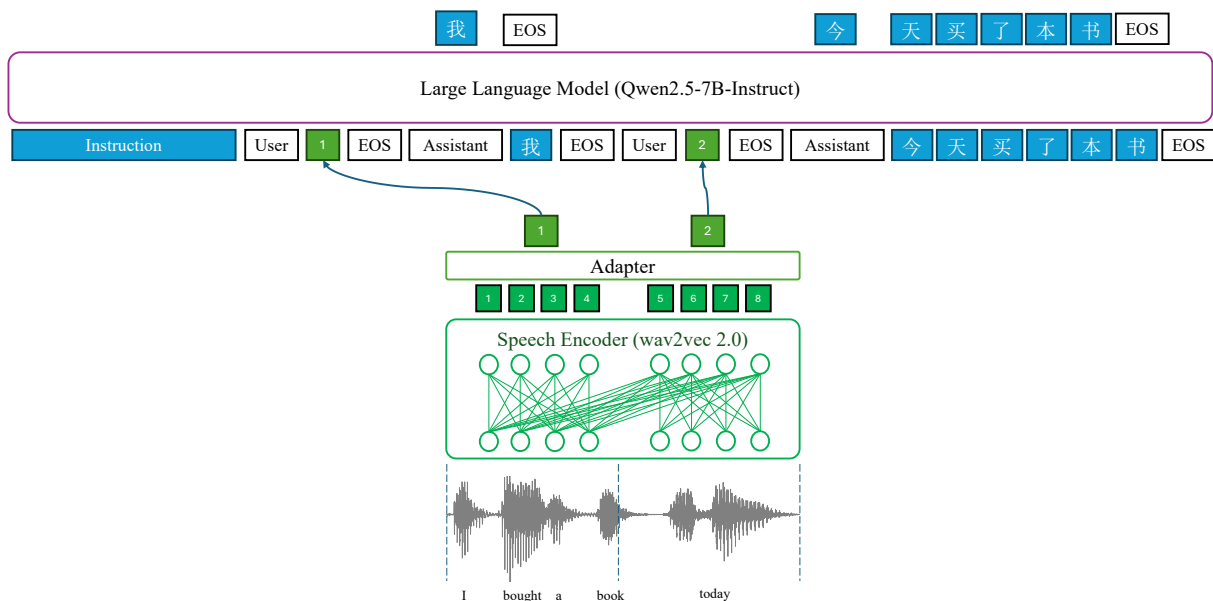 我 EOS 今 天 买 了 本 书 EOS
Large Language Model (Qwen2.5-7B-Instruct)
Instruction User 1 EOS Assistant 我 EOS User 2 EOS Assistant 今 天 买 了 本 书 EOS
1 2
Adapter
1 2 3 4 5 6 7 8
Speech Encoder (wav2vec 2.0)
I bought a book today